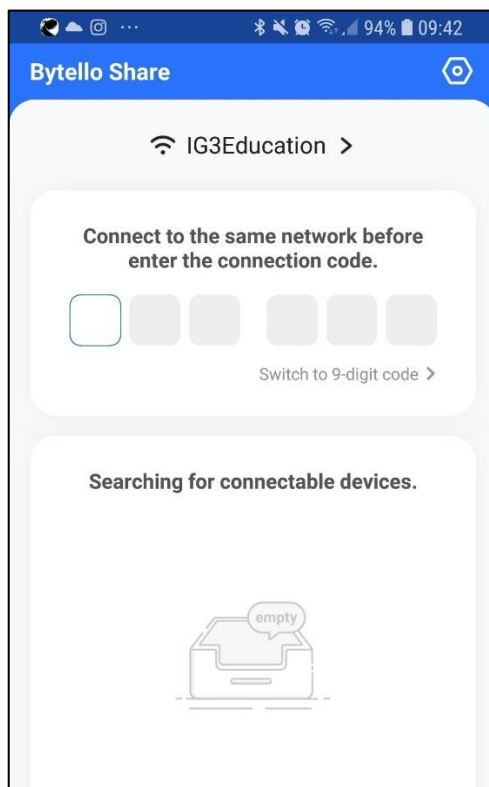 94% 09:42
Bytello Share
IG3Education
Connect to the same network before
enter the connection code.
Switch to 9-digit code
Searching for connectable devices.
empty